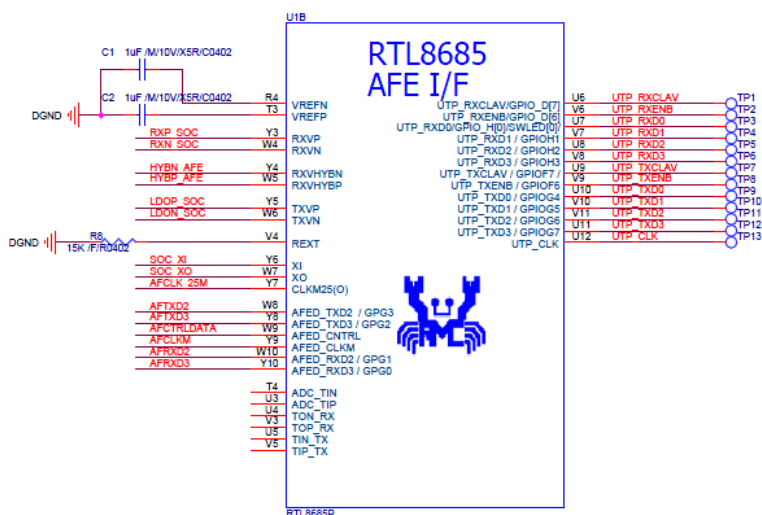 U1B
RTL8685
AFE I/F
C1 1uF /M/10V/X5R/C0402
C2 1uF /M/10V/X5R/C0402
DGND
R4 VREFN
T3 VREFP
RXP_SOC Y3 RXVP
RXN_SOC W4 RXVN
HYBN_AFE Y4 RXVHYBN
HYBP_AFE W5 RXVHYBP
LDOP_SOC Y5 TXVP
LDON_SOC W6 TXVN
DGND R8 15K /F/R0402 V4 REXT
SOC_XI Y6 XI
SOC_XO W7 XO
AFCLK_25M Y7 CLKM25(O)
AFTXD2 W8 AFED_TXD2 / GPG3
AFTXD3 Y8 AFED_TXD3 / GPG2
AFCTRLDATA W9 AFED_CNTRL
AFCLKM Y9 AFED_CLKM
AFRXD2 W10 AFED_RXD2 / GPG1
AFRXD3 Y10 AFED_RXD3 / GPG0
T4 ADC_TIN
U3 ADC_TIP
U4 TON_RX
V3 TOP_RX
U5 TIN_TX
V5 TIP_TX
UTP_RXCLAV/GPIO_D[7] U6 UTP_RXCLAV TP1
UTP_RXENB/GPIO_D[6] V6 UTP_RXENB TP2
UTP_RXD0/GPIO_H[0]/SWLED[0] U7 UTP_RXD0 TP3
UTP_RXD1 / GPIOH1 V7 UTP_RXD1 TP4
UTP_RXD2 / GPIOH2 U8 UTP_RXD2 TP5
UTP_RXD3 / GPIOH3 V8 UTP_RXD3 TP6
UTP_TXCLAV / GPIOF7 / U9 UTP_TXCLAV TP7
UTP_TXENB / GPIOF6 V9 UTP_TXENB TP8
UTP_TXD0 / GPIOG4 U10 UTP_TXD0 TP9
UTP_TXD1 / GPIOG5 V10 UTP_TXD1 TP10
UTP_TXD2 / GPIOG6 V11 UTP_TXD2 TP11
UTP_TXD3 / GPIOG7 U11 UTP_TXD3 TP12
UTP_CLK U12 UTP_CLK TP13
RTL8685P